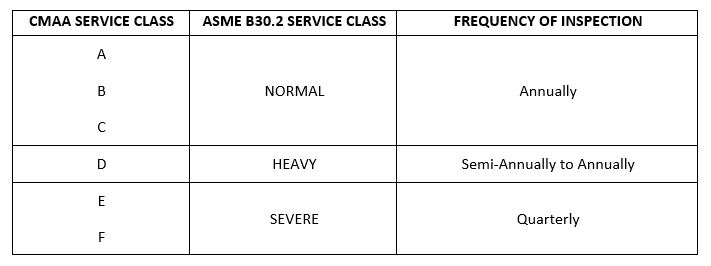 CMAA SERVICE CLASS ASME B30.2 SERVICE CLASS FREQUENCY OF INSPECTION
A
B NORMAL Annually
C
D HEAVY Semi-Annually to Annually
E
SEVERE Quarterly
F